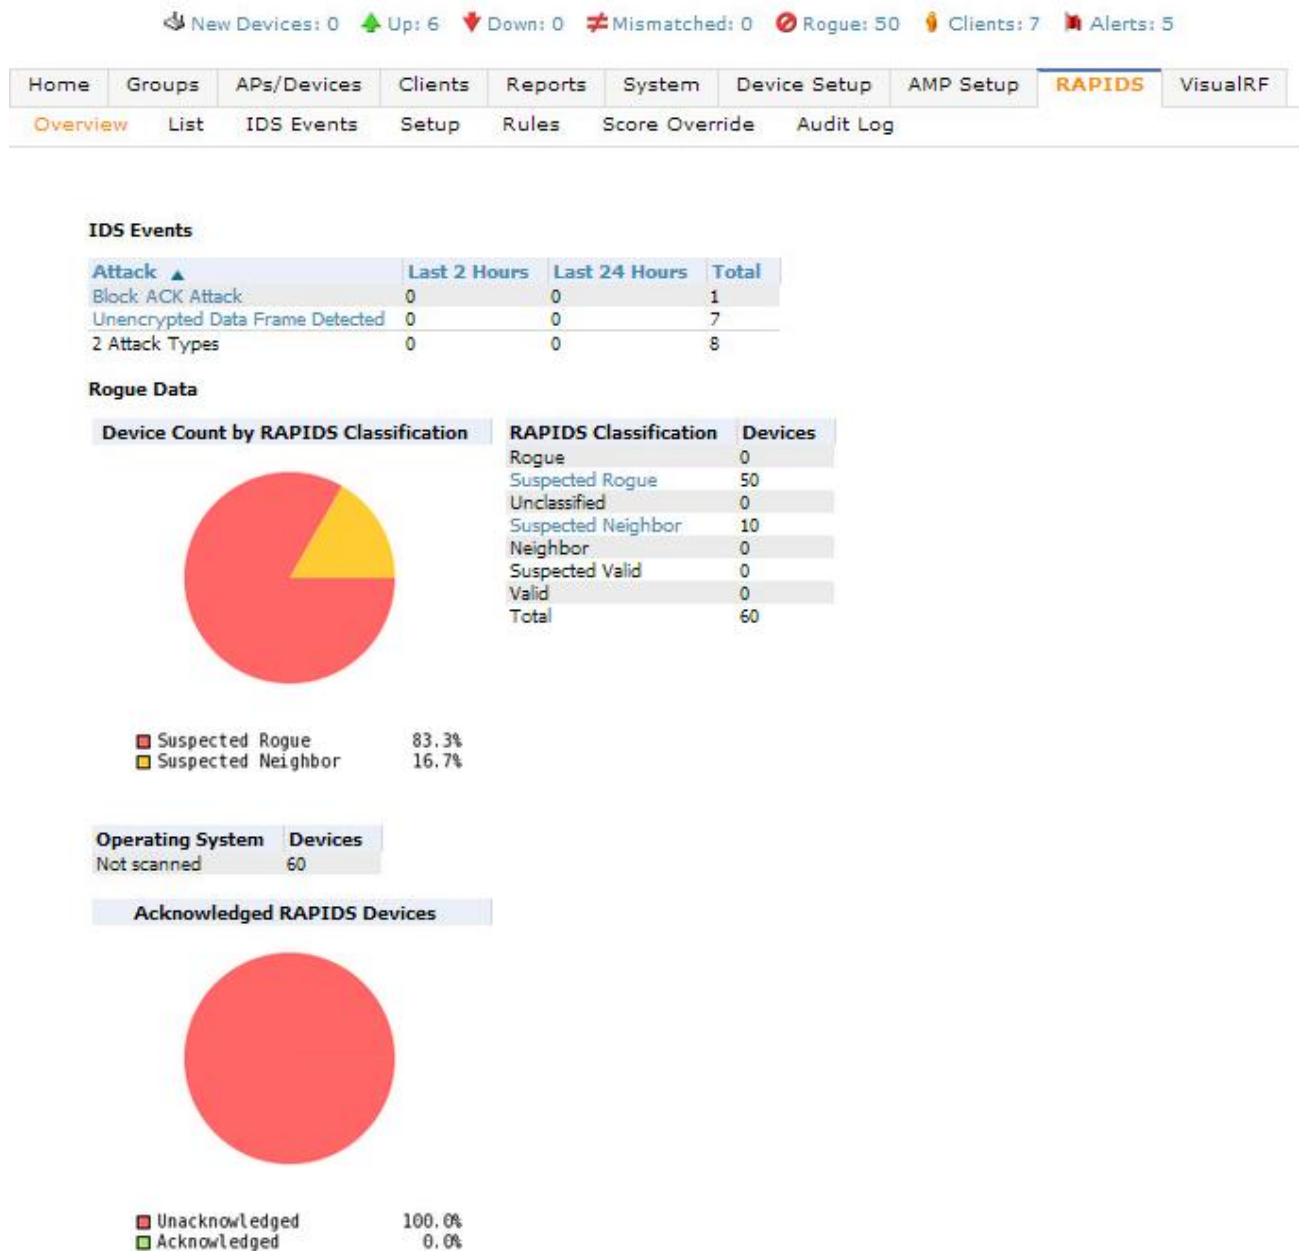 New Devices: 0 Up: 6 Down: 0 Mismatched: 0 Rogue: 50 Clients: 7 Alerts: 5
Home Groups APs/Devices Clients Reports System Device Setup AMP Setup RAPIDS VisualRF
Overview List IDS Events Setup Rules Score Override Audit Log
IDS Events
Attack ▲ Last 2 Hours Last 24 Hours Total
Block ACK Attack 0 0 1
Unencrypted Data Frame Detected 0 0 7
2 Attack Types 0 0 8
Rogue Data
Device Count by RAPIDS Classification
RAPIDS Classification Devices
Rogue 0
Suspected Rogue 50
Unclassified 0
Suspected Neighbor 10
Neighbor 0
Suspected Valid 0
Valid 0
Total 60
Suspected Rogue 83.3%
Suspected Neighbor 16.7%
Operating System Devices
Not scanned 60
Acknowledged RAPIDS Devices
Unacknowledged 100.0%
Acknowledged 0.0%